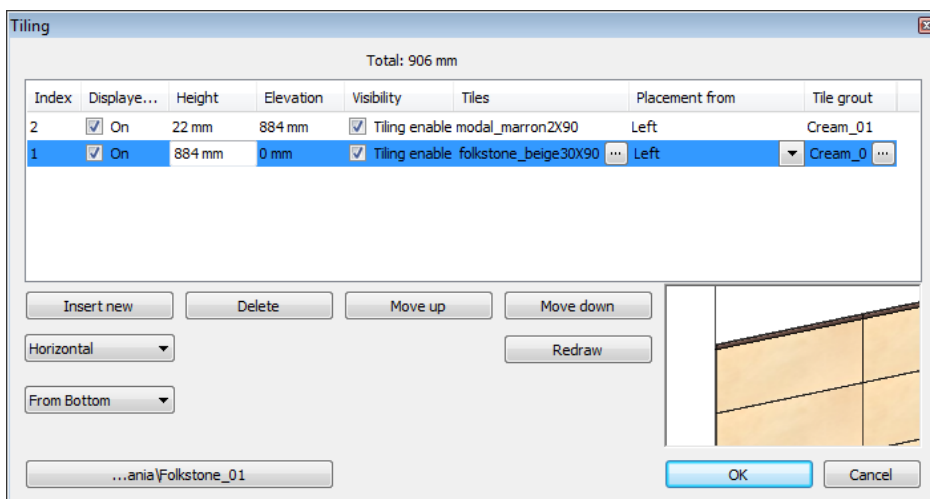 Tiling
Total: 906 mm
Index Displaye... Height Elevation Visibility Tiles Placement from Tile grout
2 On 22 mm 884 mm Tiling enable modal_marron2X90 Left Cream_01
1 On 884 mm 0 mm Tiling enable folkstone_beige30X90 ... Left Cream_0 ...
Insert new Delete Move up Move down
Horizontal Redraw
From Bottom
...ania\Folkstone_01 OK Cancel